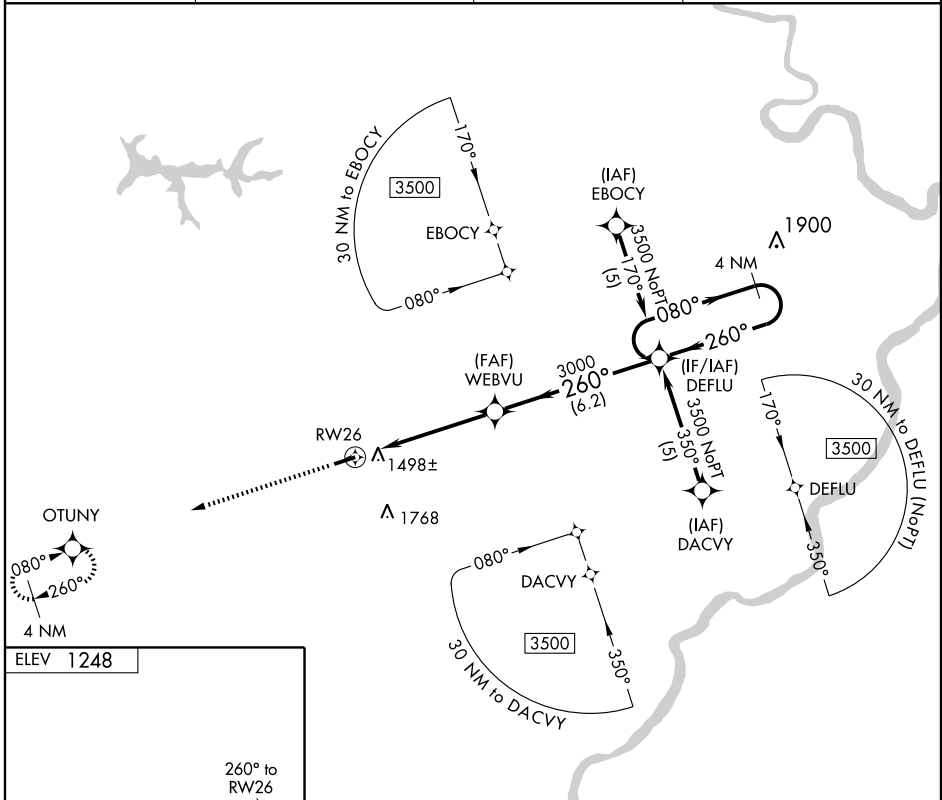 30 NM to EBOCY
170°
3500
EBOCY
080°
(IAF)
EBOCY
3500 NoPT
170°
(5)
1900
4 NM
080°
260°
(IF/IAF)
DEFLU
(FAF)
WEBVU
3000
260°
(6.2)
RW26
1498±
1768
3500 NoPT
350°
(5)
(IAF)
DACVY
30 NM to DEFLU (NoPT)
170°
3500
DEFLU
350°
OTUNY
080°
260°
4 NM
080°
DACVY
3500
350°
30 NM to DACVY
ELEV 1248
260° to
RW26